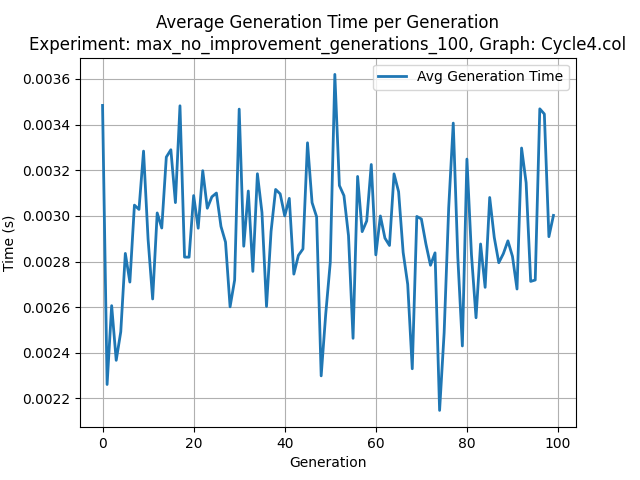 Average Generation Time per Generation
Experiment: max_no_improvement_generations_100, Graph: Cycle4.col
Avg Generation Time
0.0036
0.0034
0.0032
0.0030
0.0028
0.0026
0.0024
0.0022
Time (s)
0 20 40 60 80 100
Generation